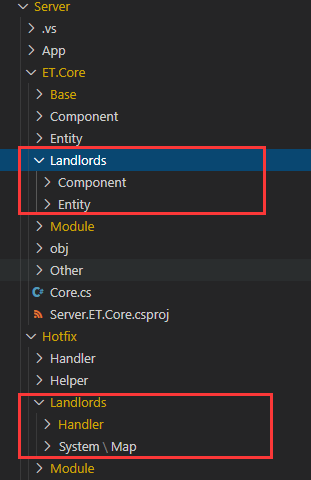 Server
.vs
App
ET.Core
Base
Component
Entity
Landlords
Component
Entity
Module
obj
Other
Core.cs
Server.ET.Core.csproj
Hotfix
Handler
Helper
Landlords
Handler
System \ Map
Module